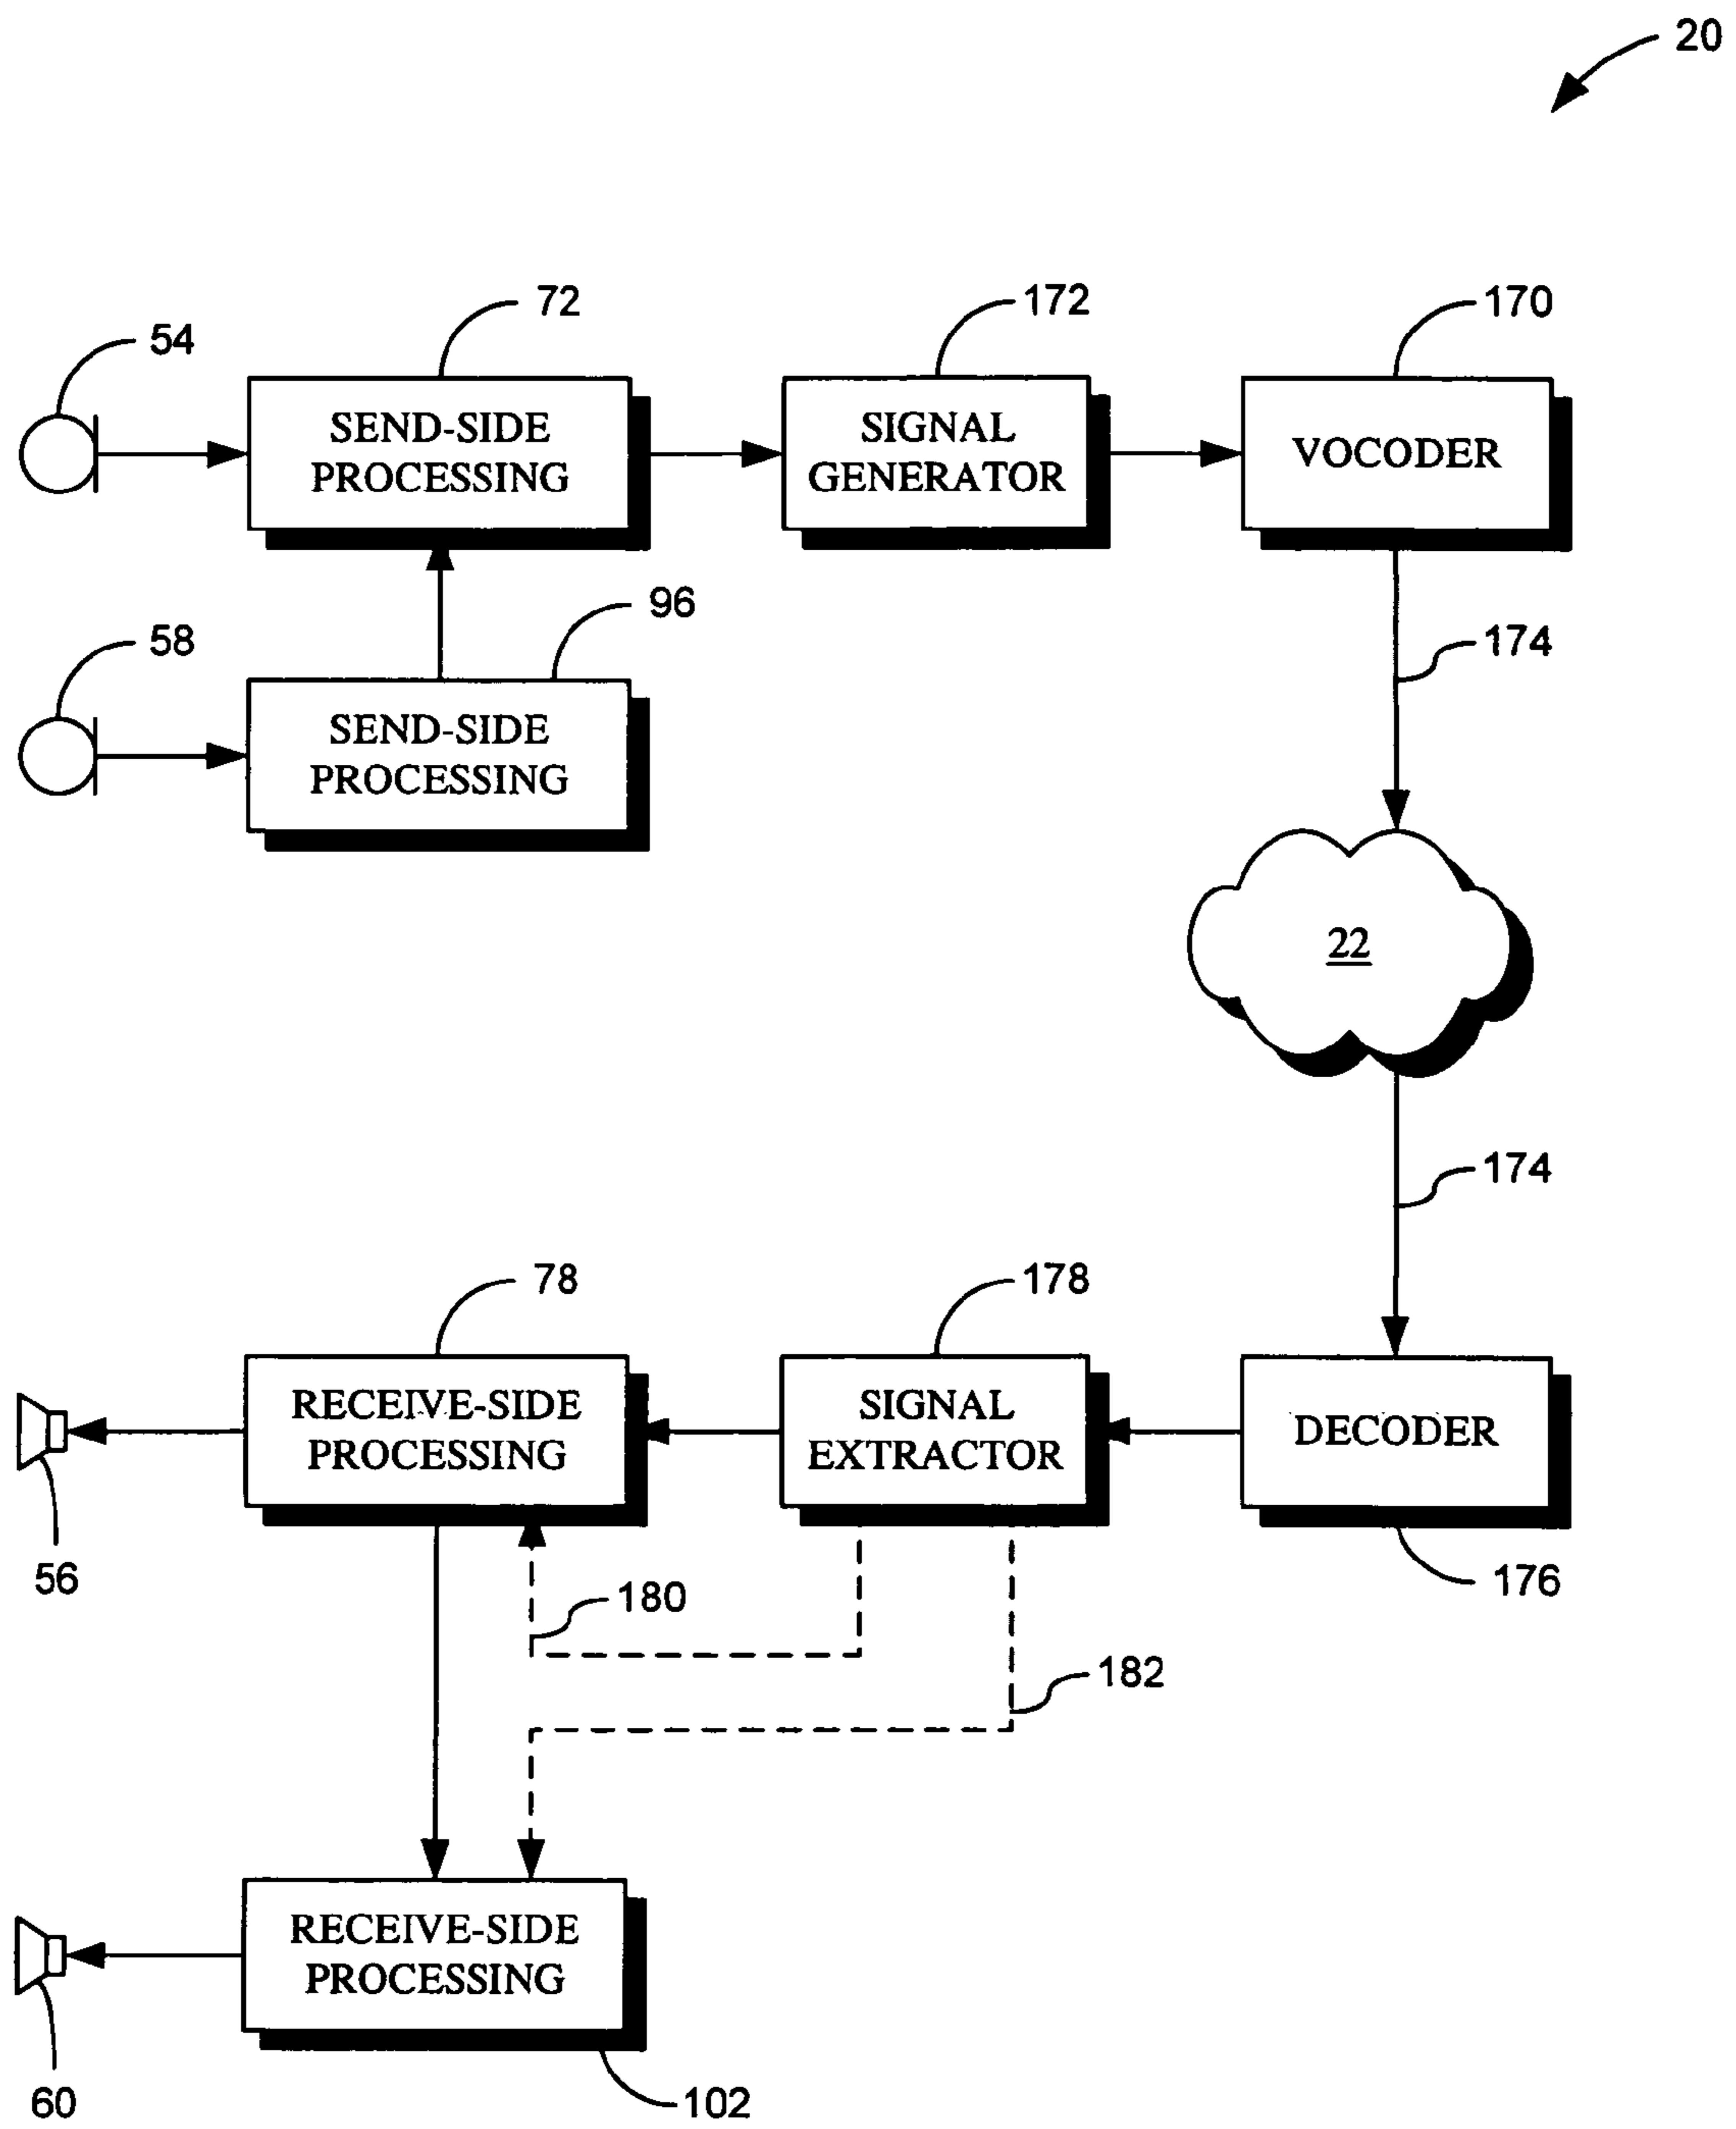 20
72
172
170
54
SEND-SIDE
PROCESSING
SIGNAL
GENERATOR
VOCODER
96
58
174
SEND-SIDE
PROCESSING
22
174
78
178
RECEIVE-SIDE
PROCESSING
SIGNAL
EXTRACTOR
DECODER
56
180
176
182
RECEIVE-SIDE
PROCESSING
60
102